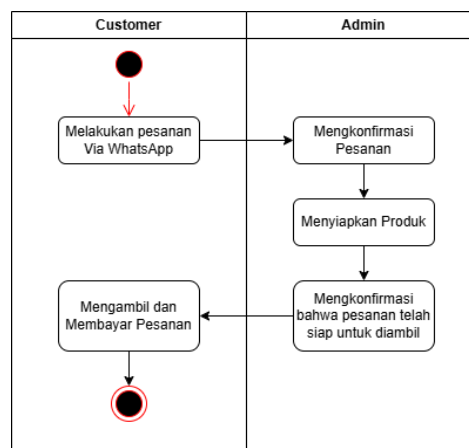 Customer
Admin
Melakukan pesanan
Via WhatsApp
Mengkonfirmasi
Pesanan
Menyiapkan Produk
Mengkonfirmasi
bahwa pesanan telah
siap untuk diambil
Mengambil dan
Membayar Pesanan